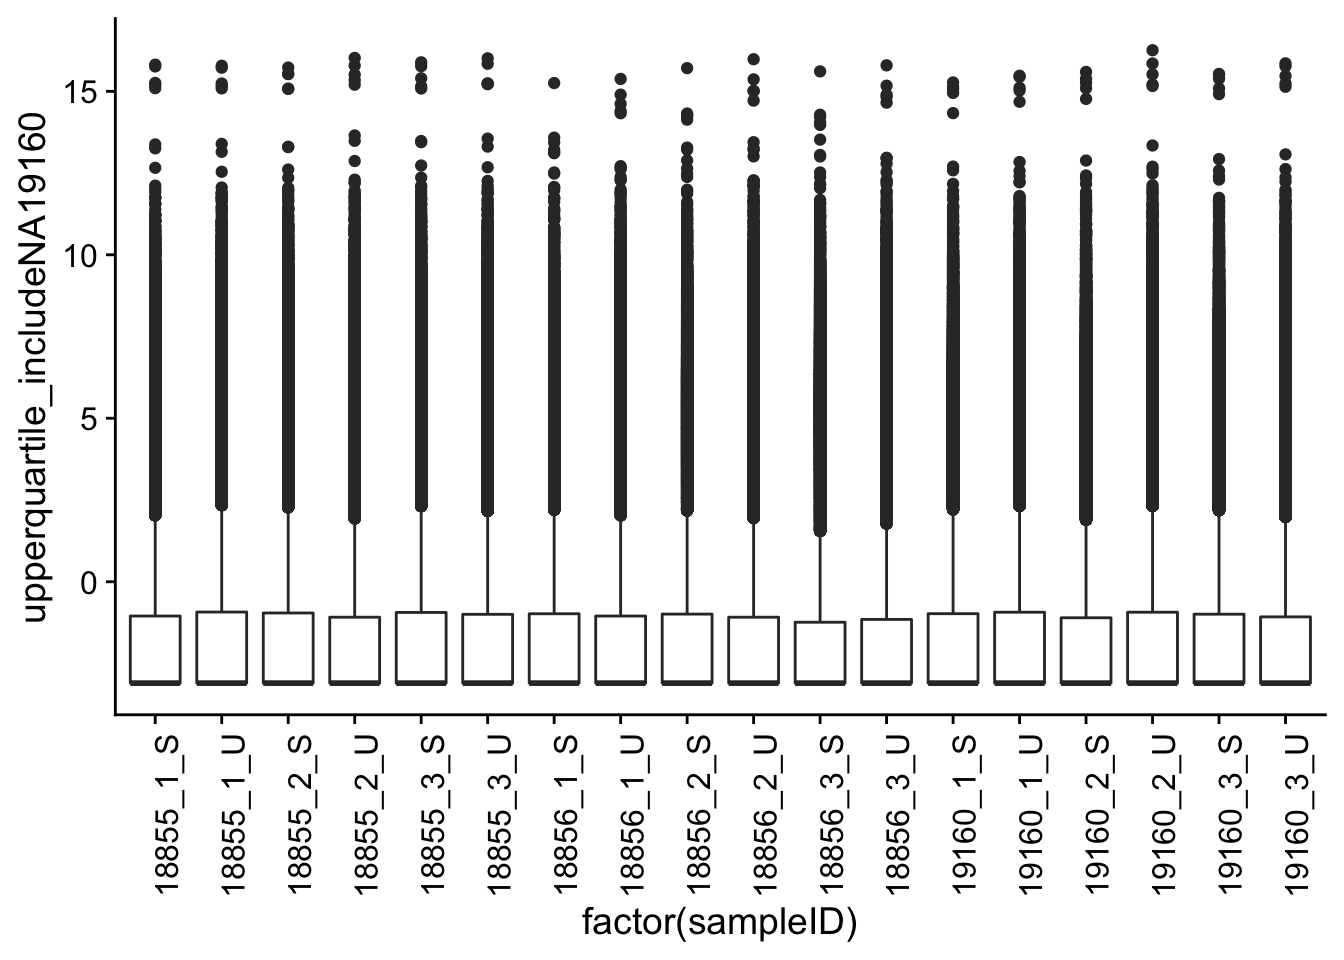 upperquartile_includeNA19160
15
10
5
0
18855_1_S
18855_1_U
18855_2_S
18855_2_U
18855_3_S
18855_3_U
18856_1_S
18856_1_U
18856_2_S
18856_2_U
18856_3_S
18856_3_U
19160_1_S
19160_1_U
19160_2_S
19160_2_U
19160_3_S
19160_3_U
factor(sampleID)